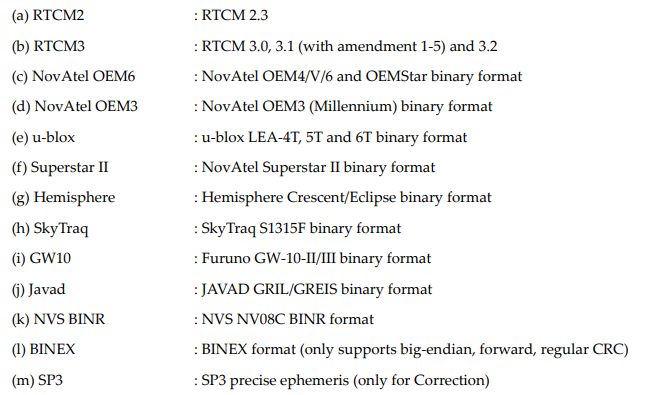 (a) RTCM2 : RTCM 2.3
(b) RTCM3 : RTCM 3.0, 3.1 (with amendment 1-5) and 3.2
(c) NovAtel OEM6 : NovAtel OEM4/V/6 and OEMStar binary format
(d) NovAtel OEM3 : NovAtel OEM3 (Millennium) binary format
(e) u-blox : u-blox LEA-4T, 5T and 6T binary format
(f) Superstar II : NovAtel Superstar II binary format
(g) Hemisphere : Hemisphere Crescent/Eclipse binary format
(h) SkyTraq : SkyTraq S1315F binary format
(i) GW10 : Furuno GW-10-II/III binary format
(j) Javad : JAVAD GRIL/GREIS binary format
(k) NVS BINR : NVS NV08C BINR format
(l) BINEX : BINEX format (only supports big-endian, forward, regular CRC)
(m) SP3 : SP3 precise ephemeris (only for Correction)